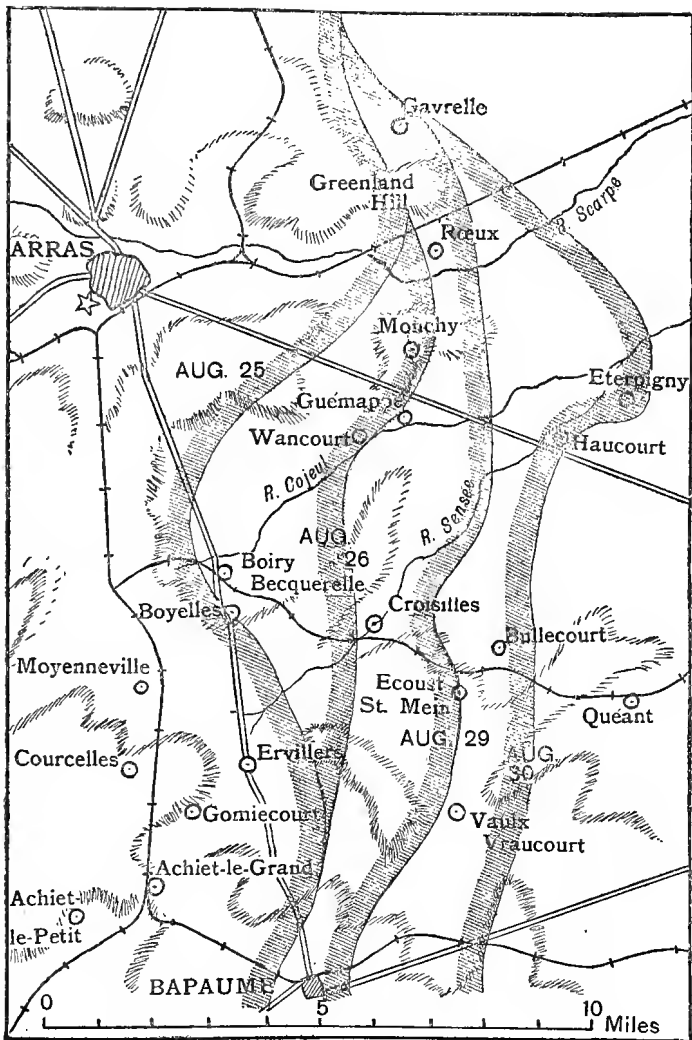 Gavrelle
Greenland
Hill
R. Scarpe
ARRAS
Rœux
Monchy
AUG. 25
Eterpigny
Guémappe
Wancourt
Haucourt
R. Cojeul
R. Sensée
AUG.
26
Boiry
Becquerelle
Boyelles
Croisilles
Bullecourt
Moyenneville
Ecoust
St. Mein
Quéant
AUG. 29
Courcelles
Ervillers
AUG.
30
Gomiecourt
Vaulx
Vraucourt
Achiet-le-Grand
Achiet-
le-Petit
BAPAUME
0 5 10
Miles